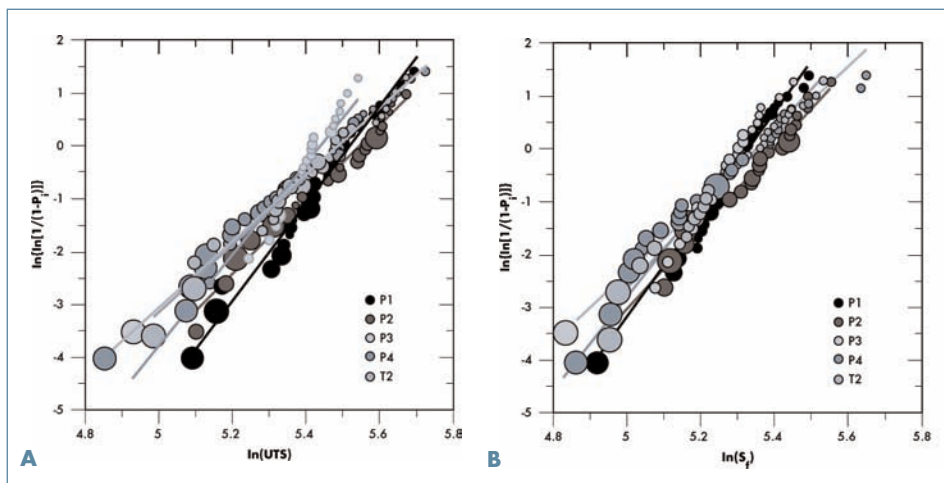 2
1
0
-1
-2
-3
-4
-5
ln{ln[1/(1-Pi)]}
4.8 5 5.2 5.4 5.6 5.8
ln(UTS)
P1
P2
P3
P4
T2
A
2
1
0
-1
-2
-3
-4
-5
ln{ln[1/(1-Pi)]}
4.8 5 5.2 5.4 5.6 5.8
ln(Sf)
P1
P2
P3
P4
T2
B